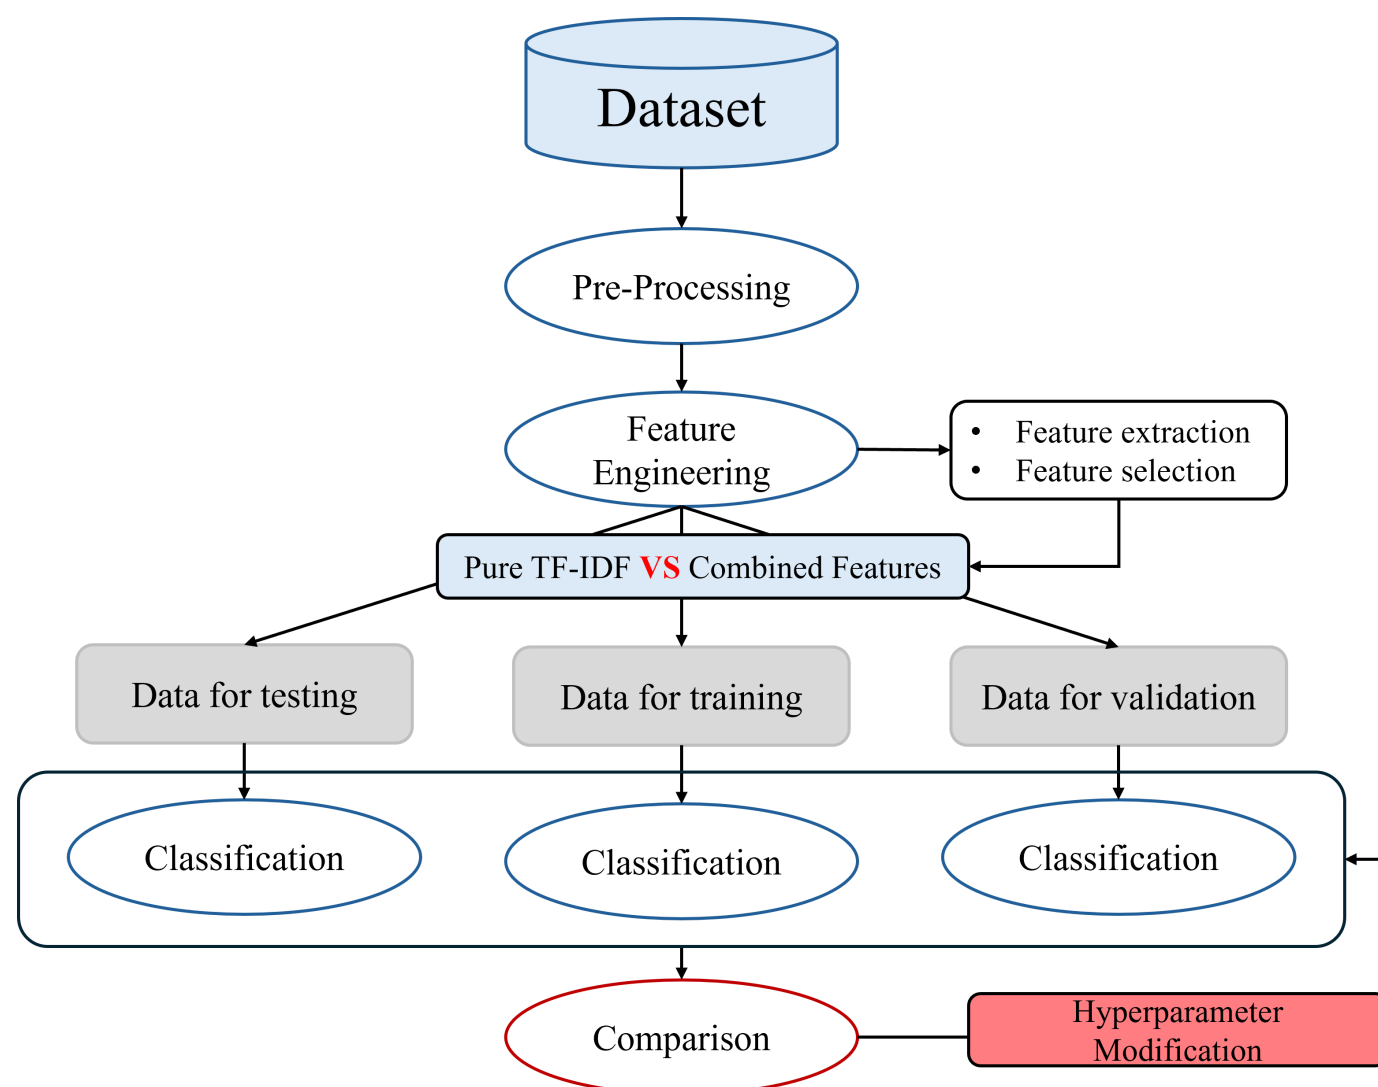 Dataset
Pre-Processing
Feature
Engineering
• Feature extraction
• Feature selection
Pure TF-IDF VS Combined Features
Data for testing
Data for training
Data for validation
Classification
Classification
Classification
Comparison
Hyperparameter
Modification